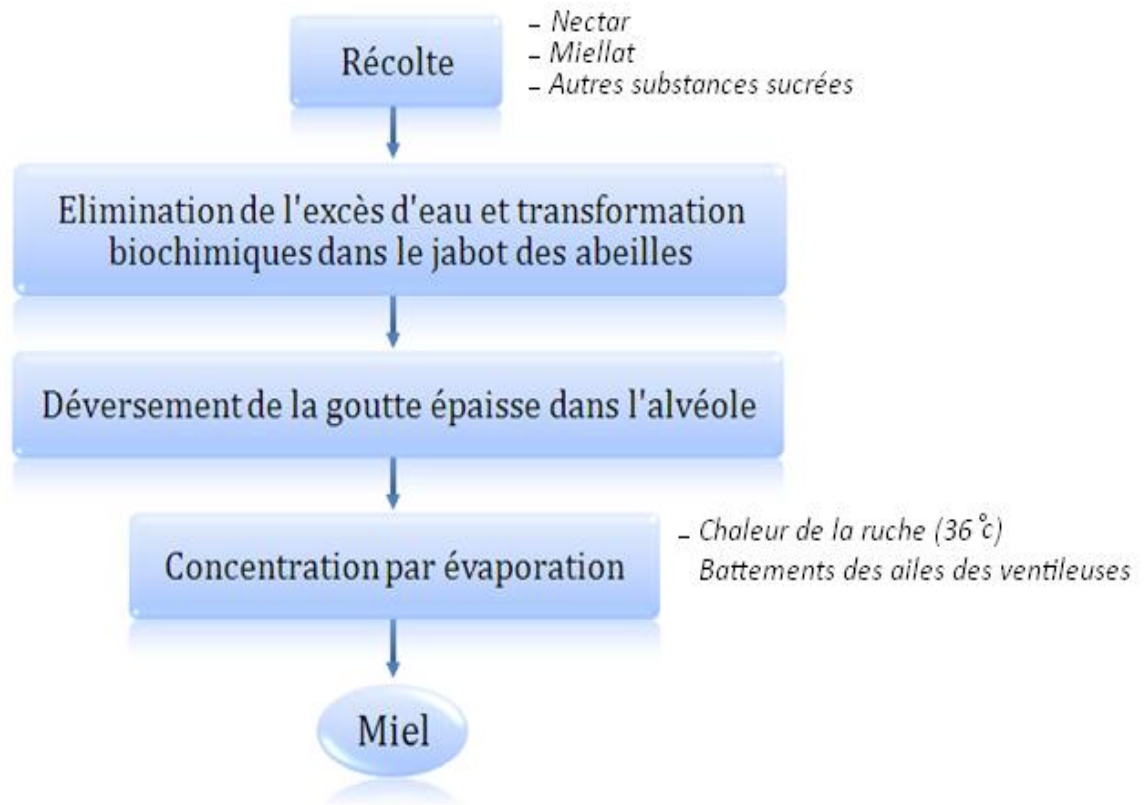 Récolte
– Nectar
– Miellat
– Autres substances sucrées
Elimination de l'excès d'eau et transformation
biochimiques dans le jabot des abeilles
Déversement de la goutte épaisse dans l'alvéole
Concentration par évaporation
– Chaleur de la ruche (36°c)
Battements des ailes des ventileuses
Miel